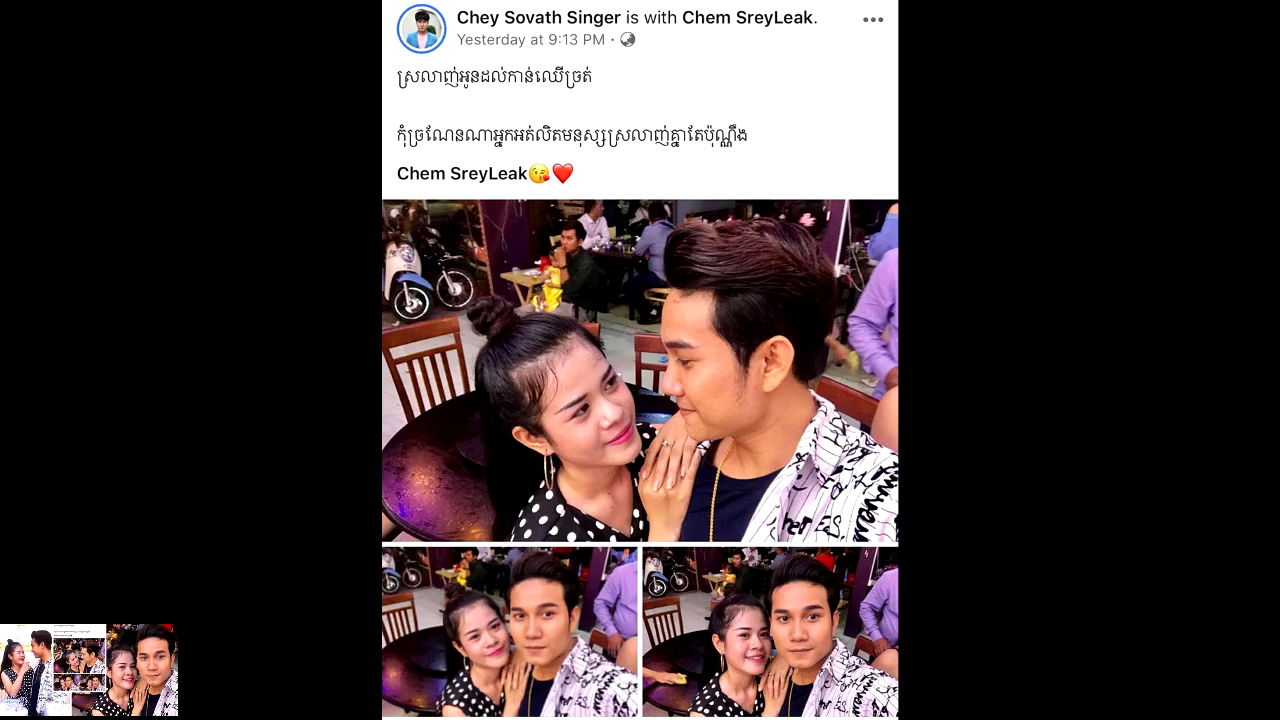 Chey Sovath Singer is with Chem SreyLeak.
Yesterday at 9:13 PM ·
ស្រលាញ់អូនដល់កាន់ឈើច្រត់
កុំច្រណែនណាអ្នកអត់លិតមនុស្សស្រលាញ់គ្នាតែប៉ុណ្ណឹង
Chem SreyLeak😘❤️